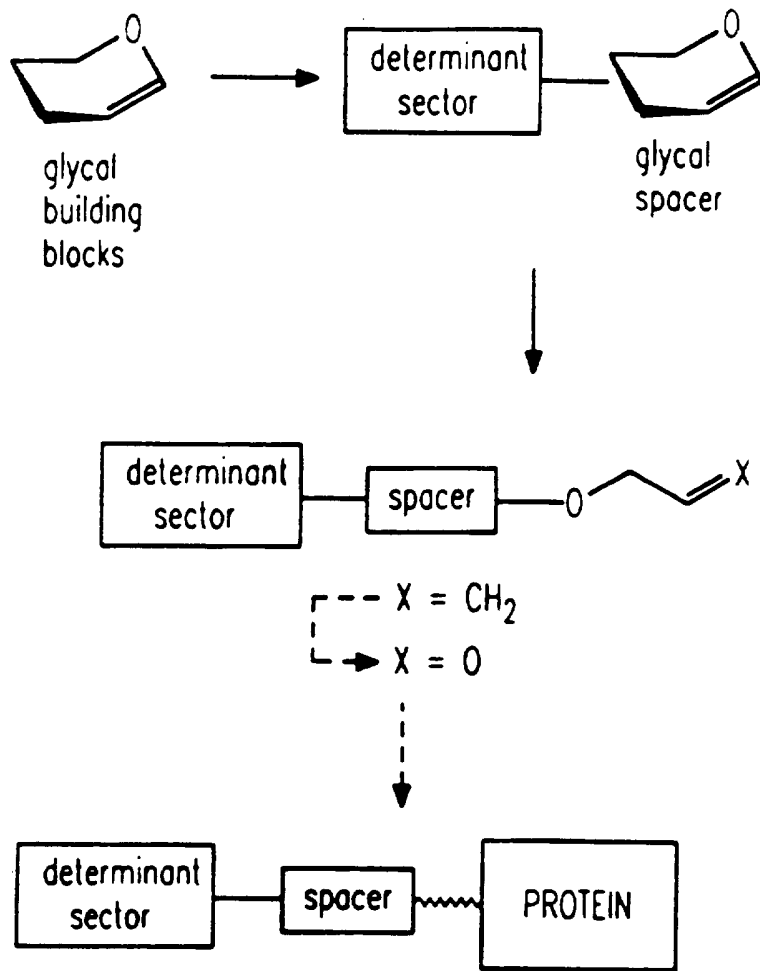 O
O
determinant
sector
glycal
building
blocks
glycal
spacer
determinant
sector
spacer
O
X
X = CH₂
X = O
determinant
sector
spacer
PROTEIN